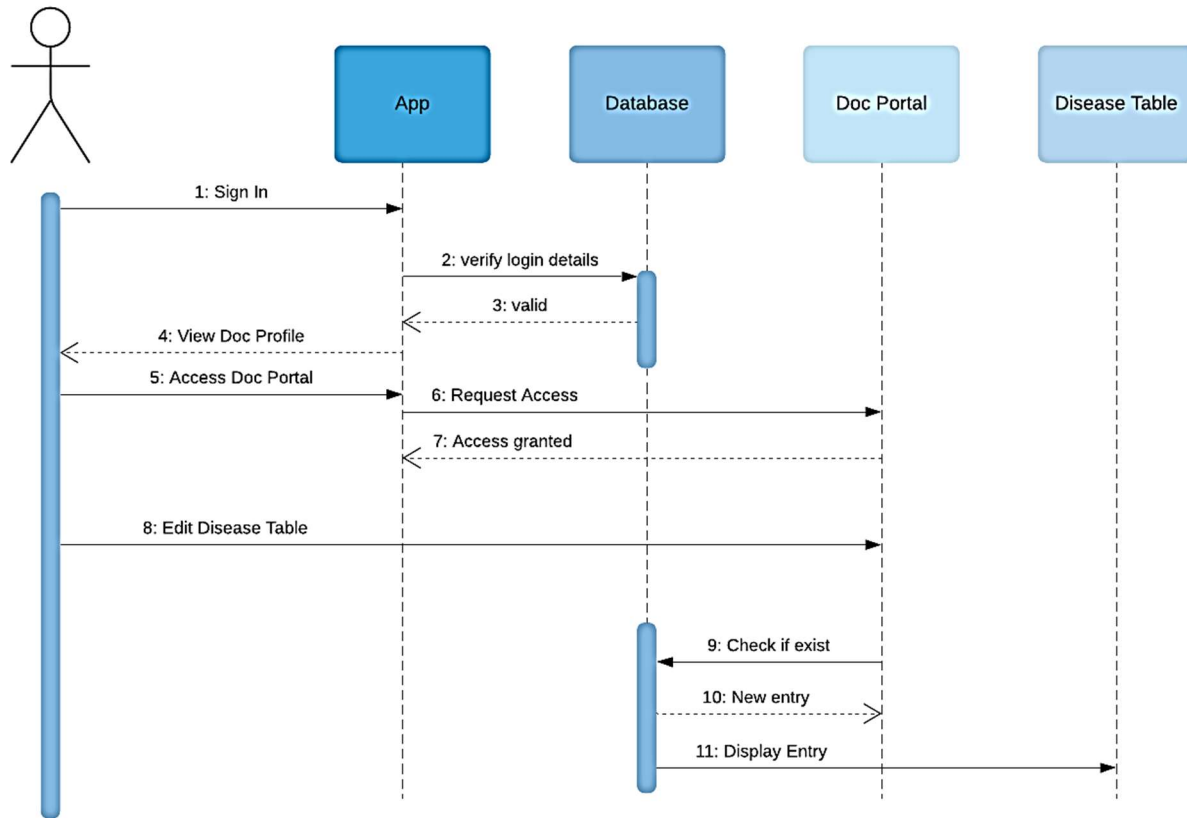 App
Database
Doc Portal
Disease Table
1: Sign In
2: verify login details
3: valid
4: View Doc Profile
5: Access Doc Portal
6: Request Access
7: Access granted
8: Edit Disease Table
9: Check if exist
10: New entry
11: Display Entry